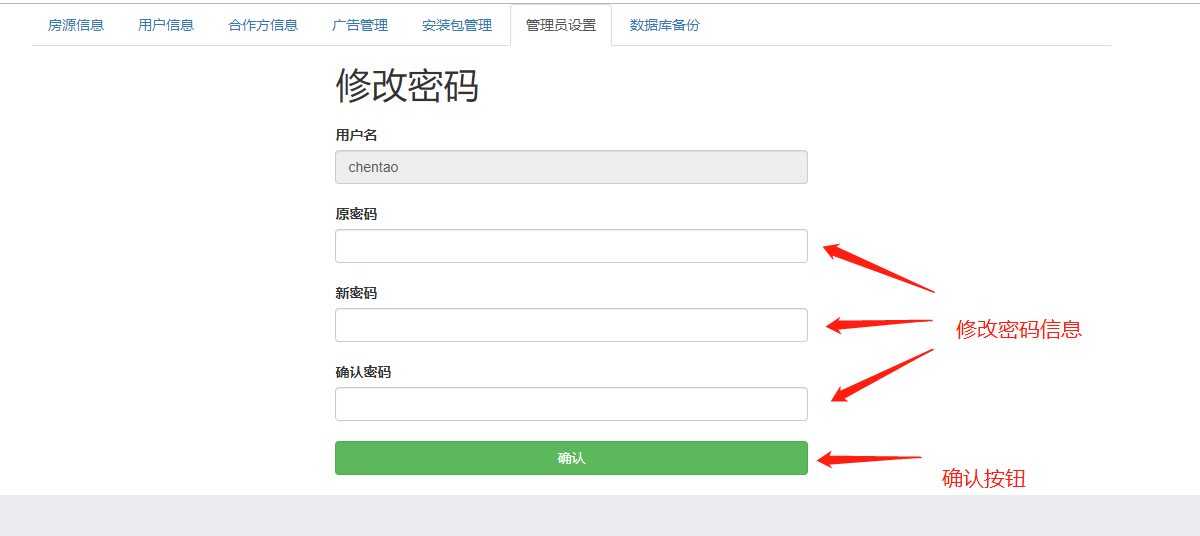 房源信息 用户信息 合作方信息 广告管理 安装包管理 管理员设置 数据库备份
修改密码
用户名
chentao
原密码
新密码
修改密码信息
确认密码
确认
确认按钮